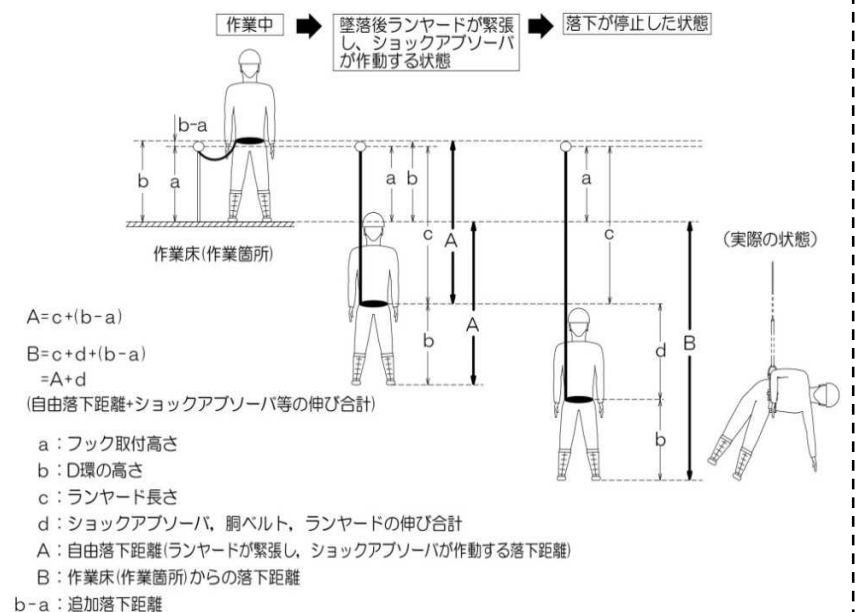 作業中
墜落後ランヤードが緊張
し、ショックアブソーバ
が作動する状態
落下が停止した状態
b-a
b
a
作業床(作業箇所)
a
b
c
A
A
b
a
c
d
B
b
(実際の状態)
A=c+(b-a)
B=c+d+(b-a)
=A+d
(自由落下距離+ショックアブソーバ等の伸び合計)
a：フック取付高さ
b：D環の高さ
c：ランヤード長さ
d：ショックアブソーバ，胴ベルト，ランヤードの伸び合計
A：自由落下距離(ランヤードが緊張し，ショックアブソーバが作動する落下距離)
B：作業床(作業箇所)からの落下距離
b-a：追加落下距離